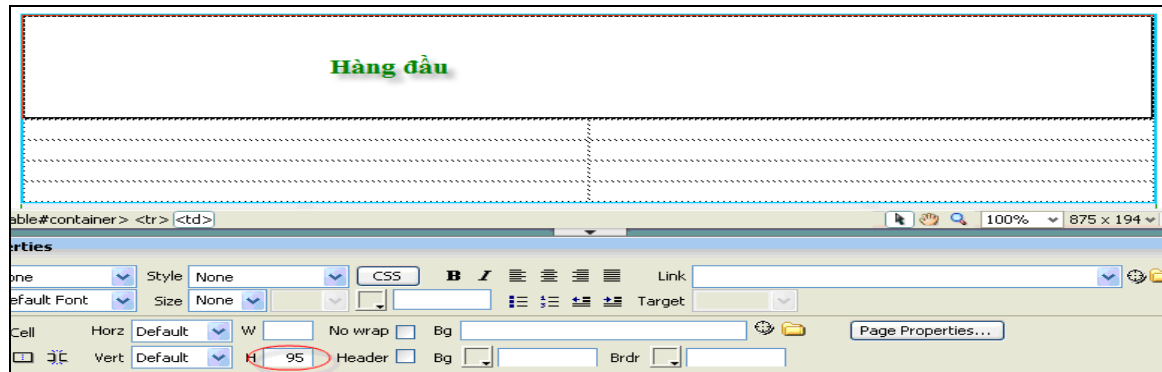 Hàng đầu
able#container> <tr> <td>
100% 875 x 194
erties
one Style None CSS B I Link
efault Font Size None Target
Cell Horz Default W No wrap Bg Page Properties...
Vert Default H 95 Header Bg Brdr